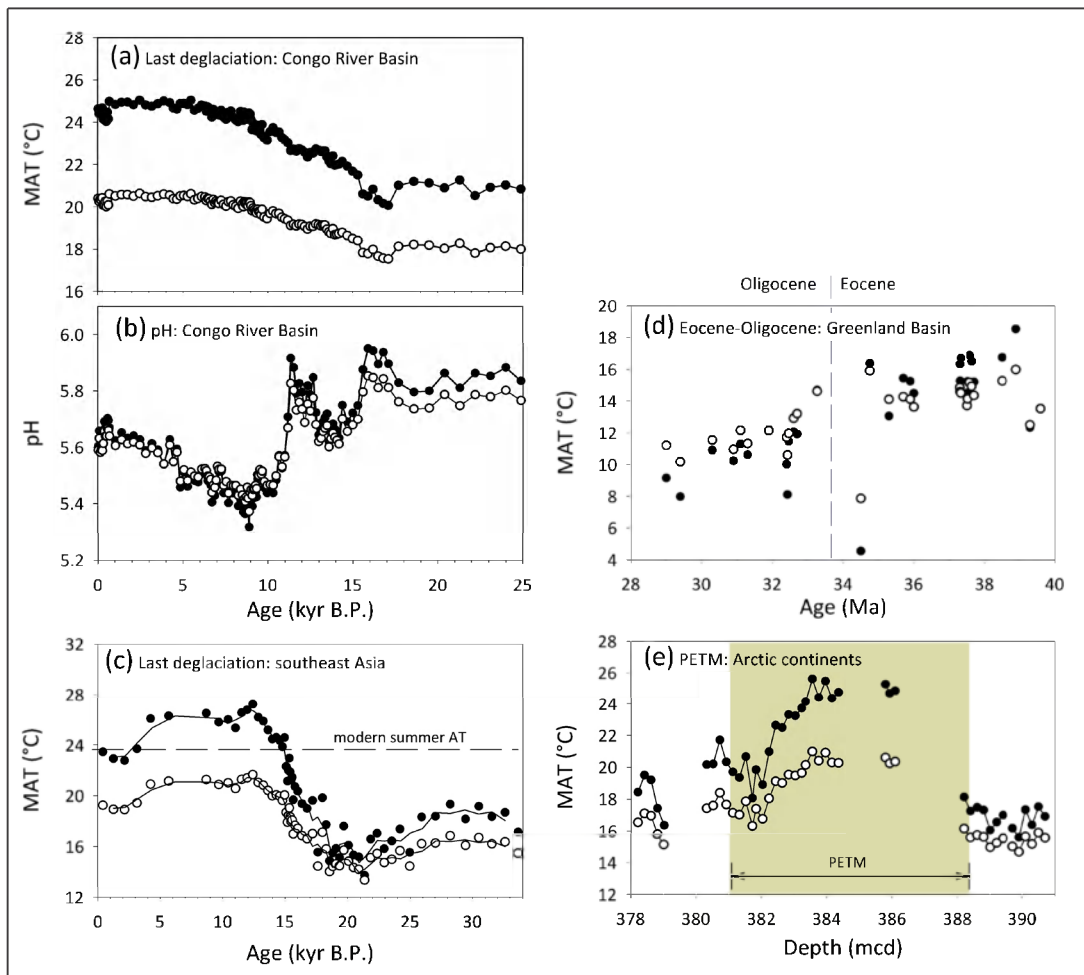 (a) Last deglaciation: Congo River Basin
MAT (°C)
28
26
24
22
20
18
16
(b) pH: Congo River Basin
pH
6.0
5.8
5.6
5.4
5.2
0 5 10 15 20 25
Age (kyr B.P.)
(c) Last deglaciation: southeast Asia
MAT (°C)
32
28
24
20
16
12
modern summer AT
0 5 10 15 20 25 30
Age (kyr B.P.)
Oligocene Eocene
(d) Eocene-Oligocene: Greenland Basin
MAT (°C)
20
18
16
14
12
10
8
6
4
28 30 32 34 36 38 40
Age (Ma)
(e) PETM: Arctic continents
MAT (°C)
28
26
24
22
20
18
16
14
12
PETM
378 380 382 384 386 388 390
Depth (mcd)